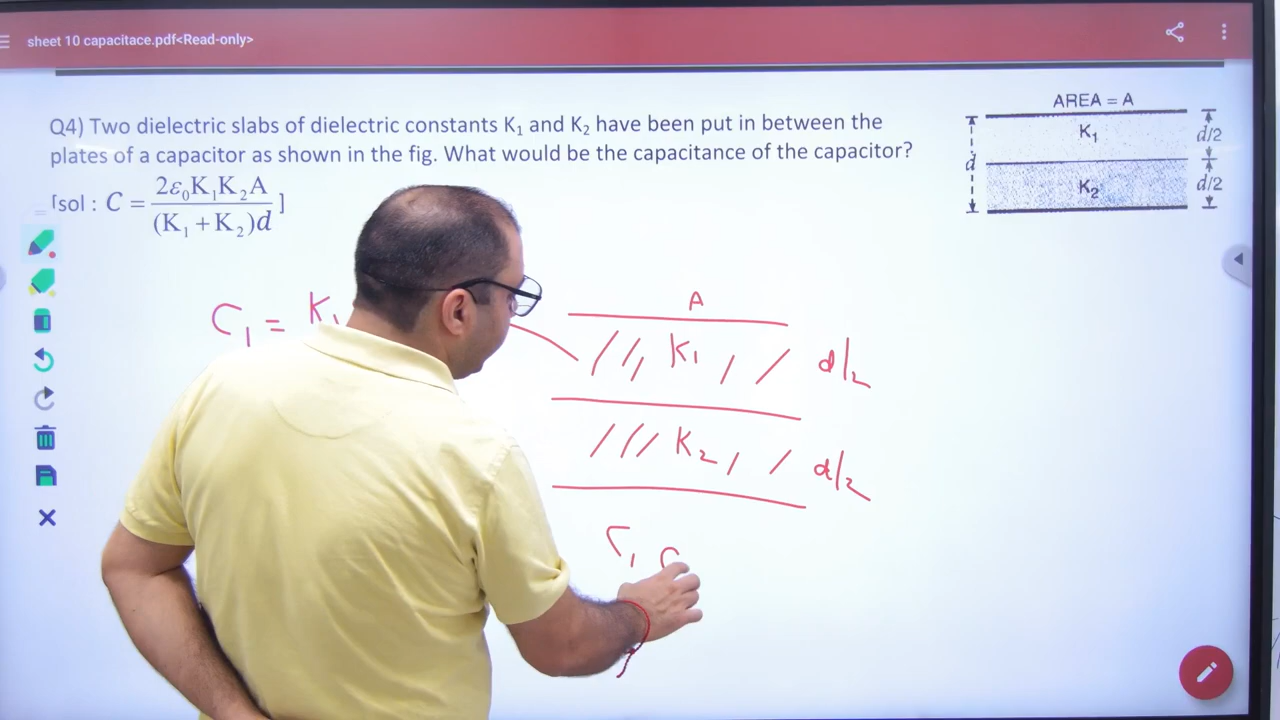 sheet 10 capacitace.pdf<Read-only>
Q4) Two dielectric slabs of dielectric constants K₁ and K₂ have been put in between the
plates of a capacitor as shown in the fig. What would be the capacitance of the capacitor?
[sol : C = 2ε₀K₁K₂A / (K₁ + K₂)d ]
AREA = A
K₁
d/2
d
K₂
d/2
C₁ = K₁
A
K₁
d/2
K₂
d/2
C₁ C